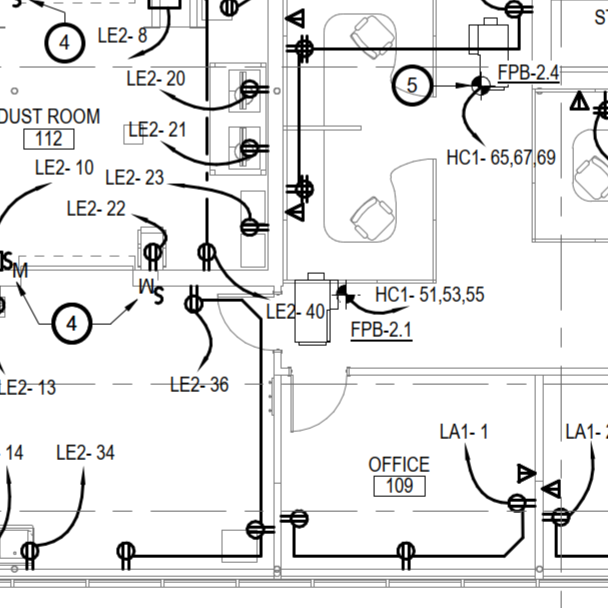 S
ST
4
LE2- 8
5
FPB-2.4
LE2- 20
OUST ROOM
112
LE2- 21
HC1- 65,67,69
LE2- 10
LE2- 23
LE2- 22
S
M
M
S
HC1- 51,53,55
4
LE2- 40
FPB-2.1
LE2- 13
LE2- 36
LA1- 1
LA1- 2
14
LE2- 34
OFFICE
109